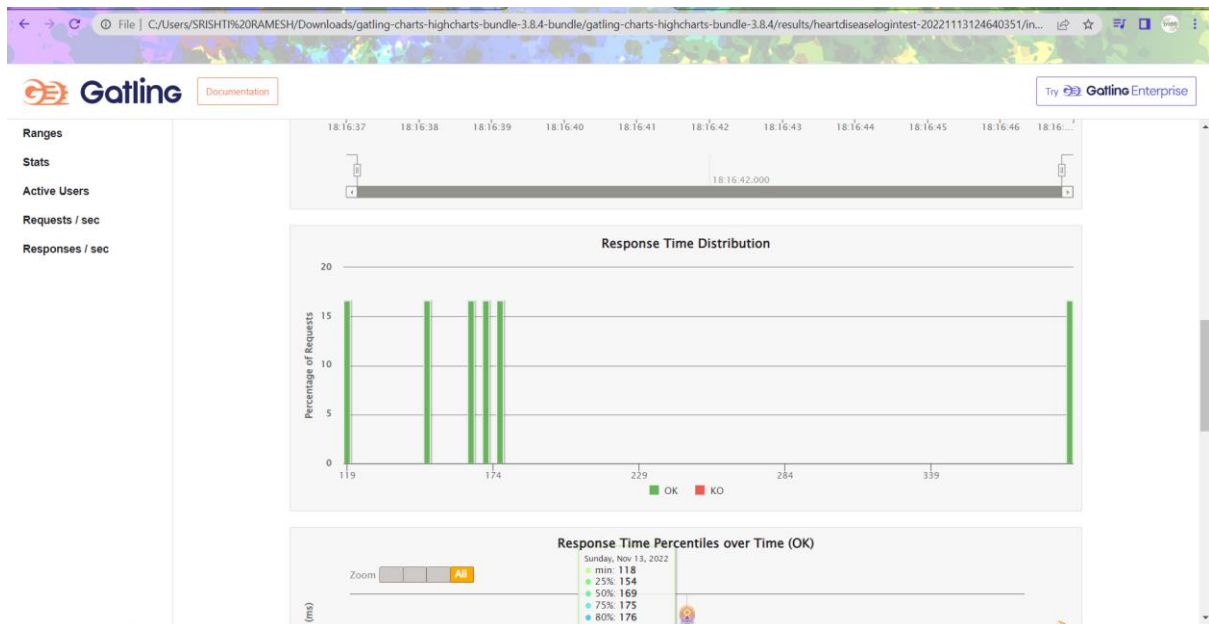 File | C:/Users/SRISHTI%20RAMESH/Downloads/gatling-charts-highcharts-bundle-3.8.4-bundle/gatling-charts-highcharts-bundle-3.8.4/results/heartdiseaselogintest-20221113124640351/in...
Gatling
Documentation
Try Gatling Enterprise
Ranges
Stats
Active Users
Requests / sec
Responses / sec
18:16:37 18:16:38 18:16:39 18:16:40 18:16:41 18:16:42 18:16:43 18:16:44 18:16:45 18:16:46 18:16:...
18:16:42.000
Response Time Distribution
Percentage of Requests
20
15
10
5
0
119 174 229 284 339
OK KO
Response Time Percentiles over Time (OK)
Sunday, Nov 13, 2022
Zoom All
min: 118
25%: 154
50%: 169
75%: 175
80%: 176
(ms)